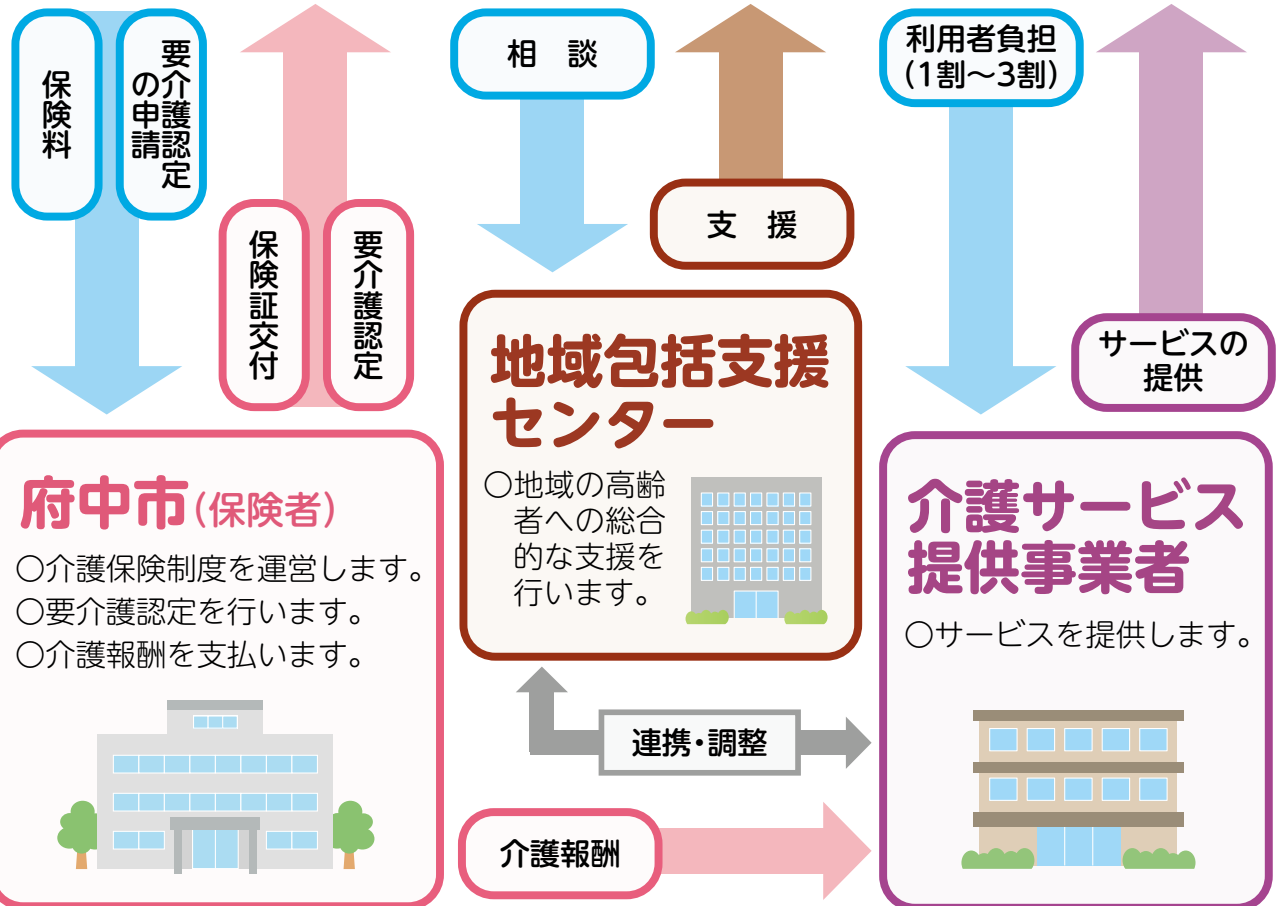 保険料
要介護認定
の申請
保険証交付
要介護認定
相 談
支 援
利用者負担
(1割〜3割)
サービスの
提供
府中市(保険者)
○介護保険制度を運営します。
○要介護認定を行います。
○介護報酬を支払います。
地域包括支援
センター
○地域の高齢
者への総合
的な支援を
行います。
介護サービス
提供事業者
○サービスを提供します。
連携・調整
介護報酬